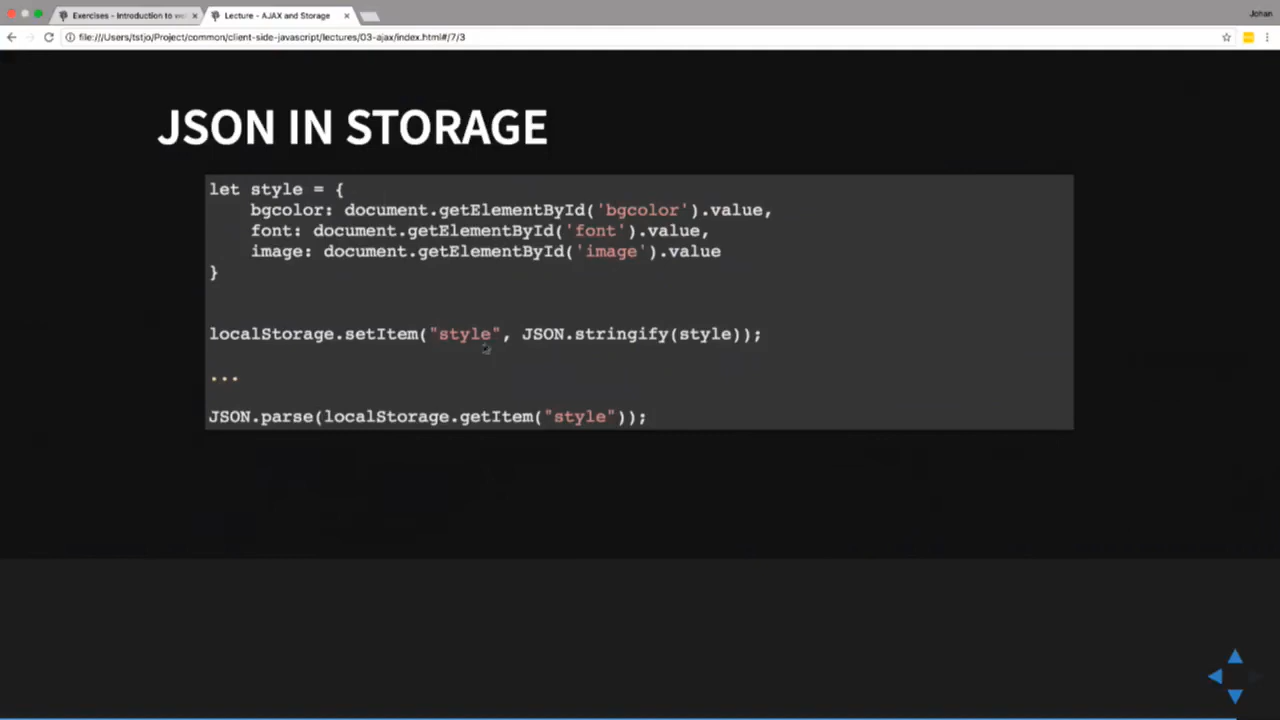 Exercises - Introduction to we
Lecture - AJAX and Storage
Johan
file:///Users/tstjo/Project/common/client-side-javascript/lectures/03-ajax/index.html#/7/3
JSON IN STORAGE
let style = {
    bgcolor: document.getElementById('bgcolor').value,
    font: document.getElementById('font').value,
    image: document.getElementById('image').value
}
localStorage.setItem("style", JSON.stringify(style));
...
JSON.parse(localStorage.getItem("style"));